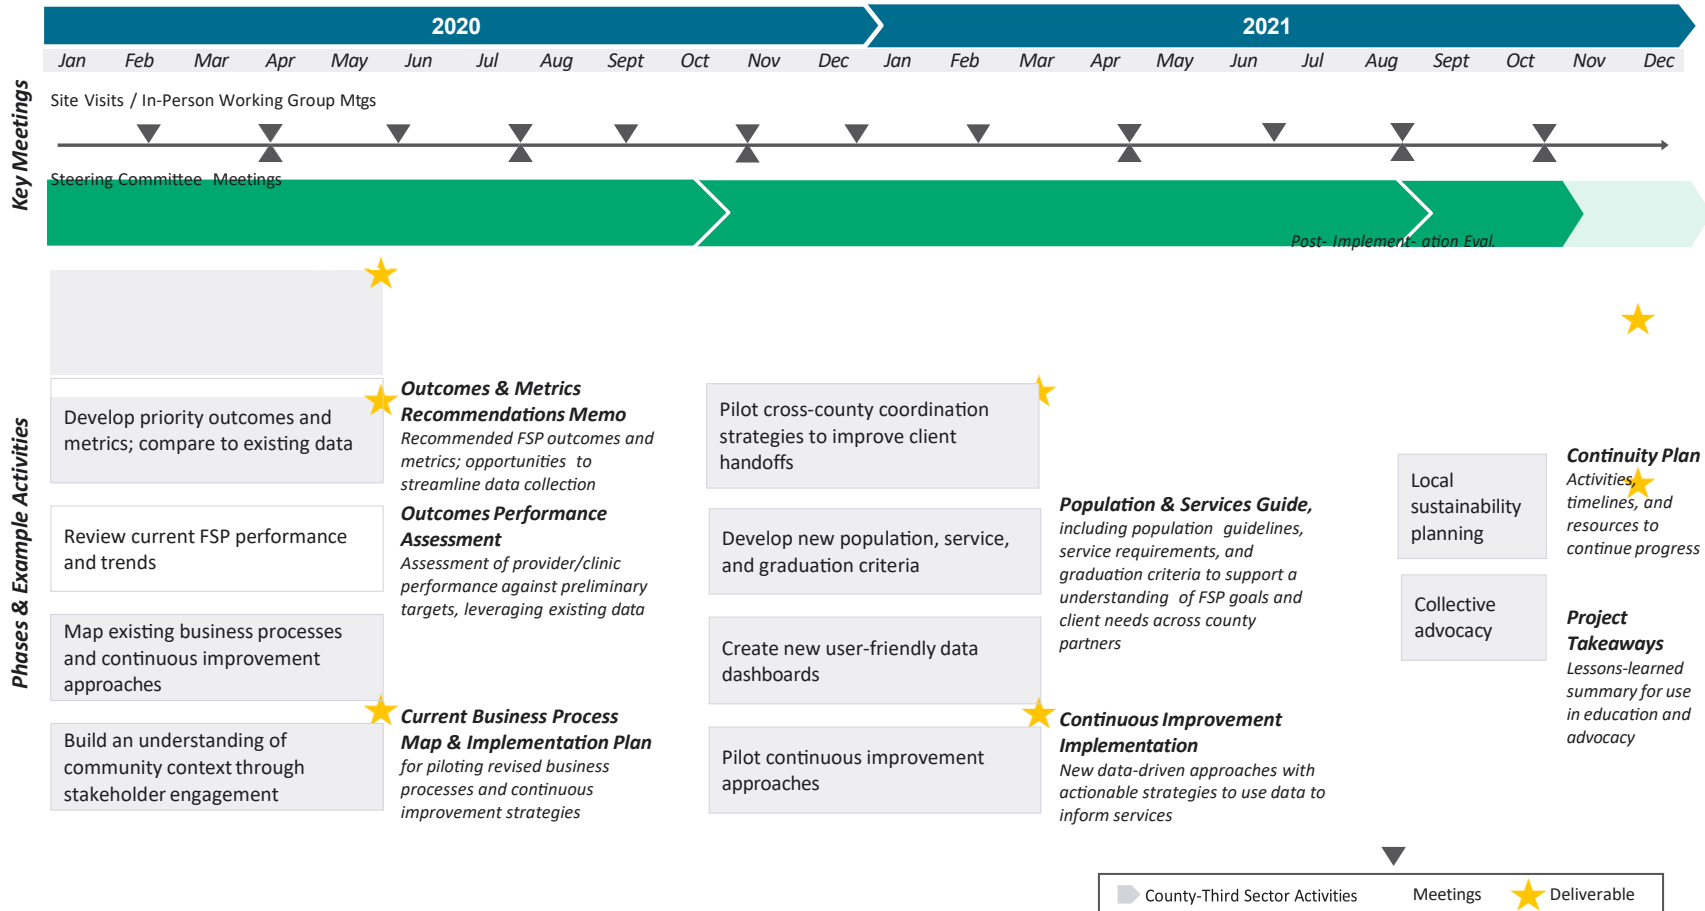 2020
2021
Jan Feb Mar Apr May Jun Jul Aug Sept Oct Nov Dec Jan Feb Mar Apr May Jun Jul Aug Sept Oct Nov Dec
Key Meetings
Site Visits / In-Person Working Group Mtgs
Steering Committee Meetings
Post- Implement- ation Eval.
Phases & Example Activities
Develop priority outcomes and
metrics; compare to existing data
Review current FSP performance
and trends
Map existing business processes
and continuous improvement
approaches
Build an understanding of
community context through
stakeholder engagement
Outcomes & Metrics
Recommendations Memo
Recommended FSP outcomes and
metrics; opportunities to
streamline data collection
Outcomes Performance
Assessment
Assessment of provider/clinic
performance against preliminary
targets, leveraging existing data
Current Business Process
Map & Implementation Plan
for piloting revised business
processes and continuous
improvement strategies
Pilot cross-county coordination
strategies to improve client
handoffs
Develop new population, service,
and graduation criteria
Create new user-friendly data
dashboards
Pilot continuous improvement
approaches
Population & Services Guide,
including population guidelines,
service requirements, and
graduation criteria to support a
understanding of FSP goals and
client needs across county
partners
Continuous Improvement
Implementation
New data-driven approaches with
actionable strategies to use data to
inform services
Local
sustainability
planning
Collective
advocacy
Continuity Plan
Activities,
timelines, and
resources to
continue progress
Project
Takeaways
Lessons-learned
summary for use
in education and
advocacy
County-Third Sector Activities Meetings Deliverable